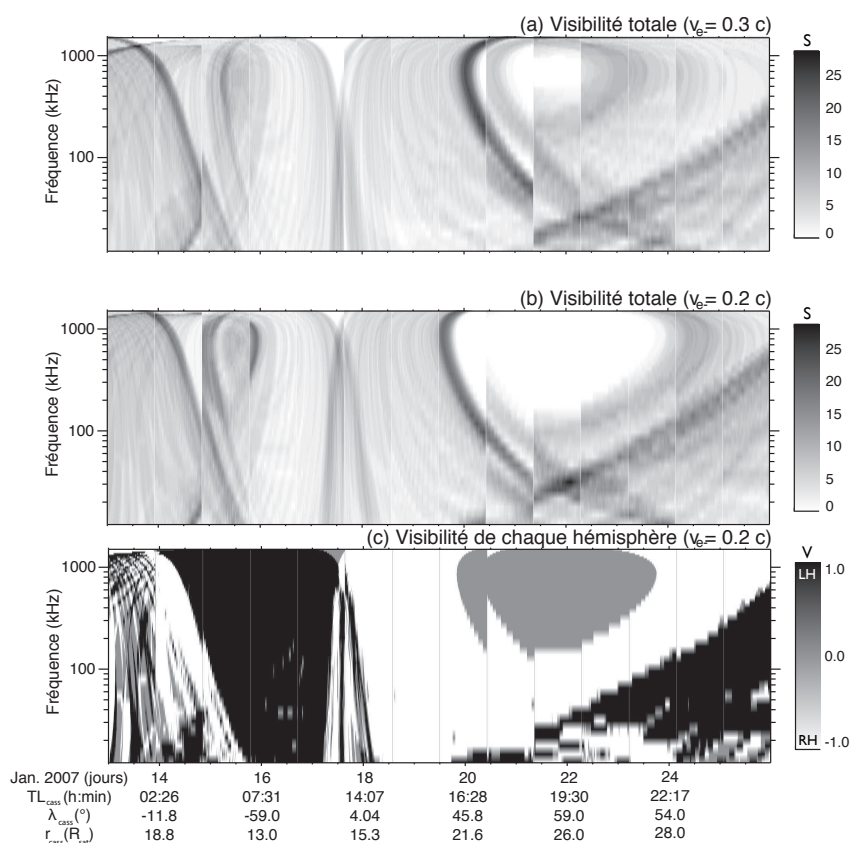 (a) Visibilité totale (ve-= 0.3 c)
S
1000
100
Fréquence (kHz)
25
20
15
10
5
0
(b) Visibilité totale (ve-= 0.2 c)
S
1000
100
Fréquence (kHz)
25
20
15
10
5
0
(c) Visibilité de chaque hémisphère (ve-= 0.2 c)
V
1000
100
Fréquence (kHz)
1.0
LH
0.0
RH
-1.0
Jan. 2007 (jours) 14 16 18 20 22 24
TLcass(h:min) 02:26 07:31 14:07 16:28 19:30 22:17
λcass(°) -11.8 -59.0 4.04 45.8 59.0 54.0
rcass(Rsat) 18.8 13.0 15.3 21.6 26.0 28.0